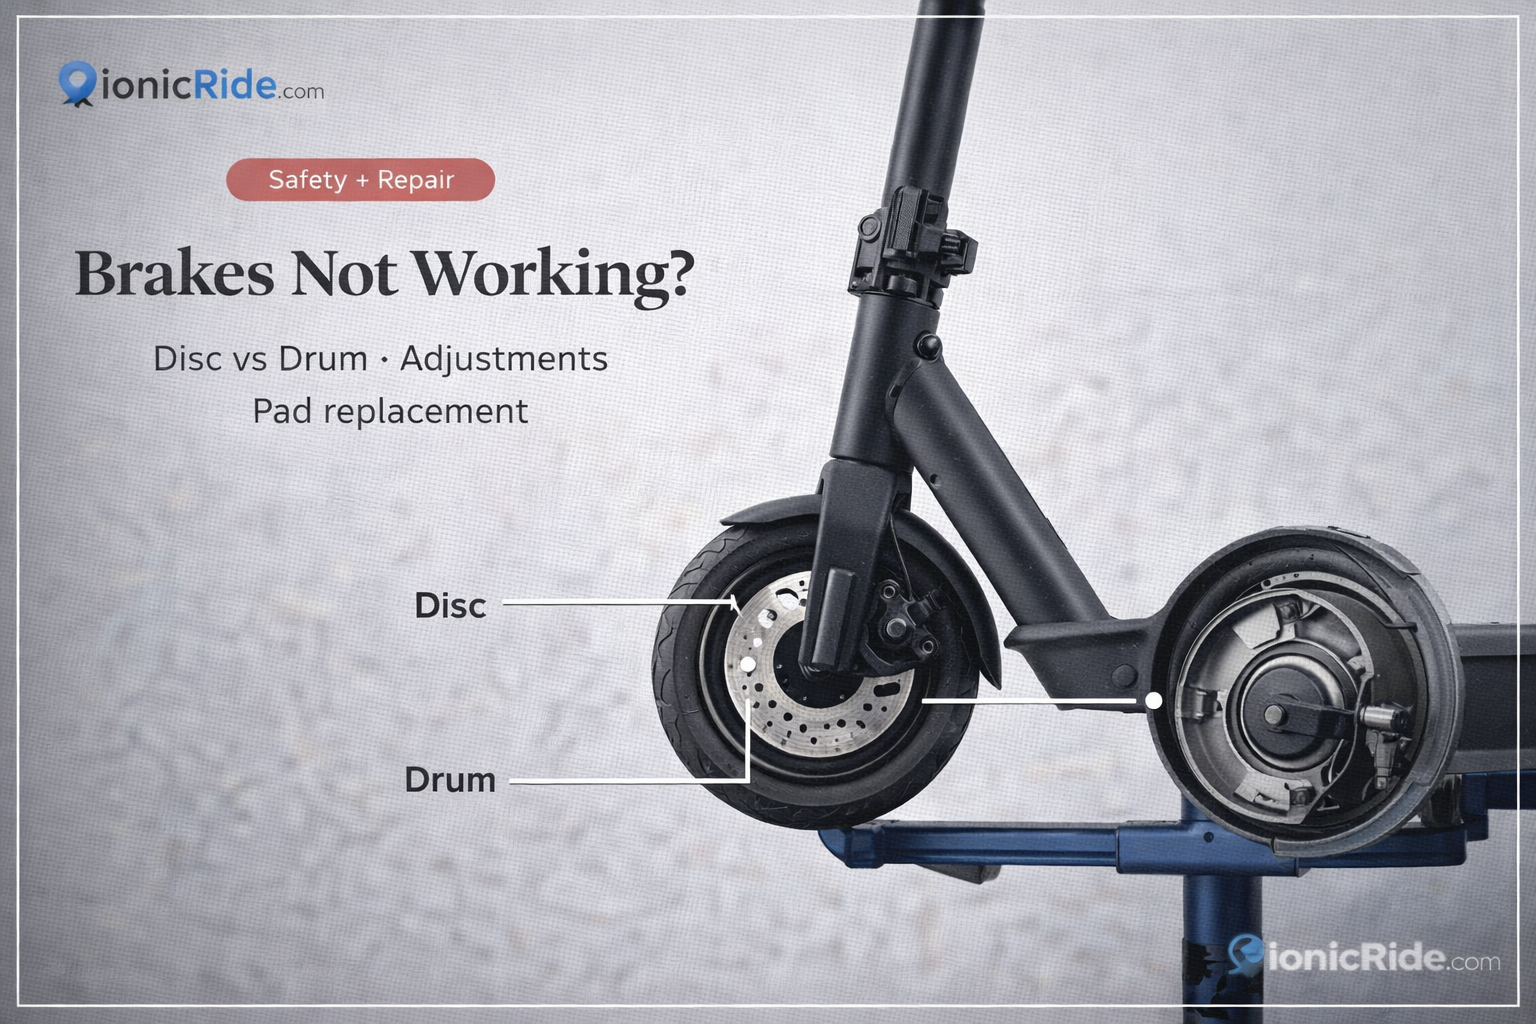 ionicRide.com
Safety + Repair
Brakes Not Working?
Disc vs Drum · Adjustments
Pad replacement
Disc
Drum
ionicRide.com